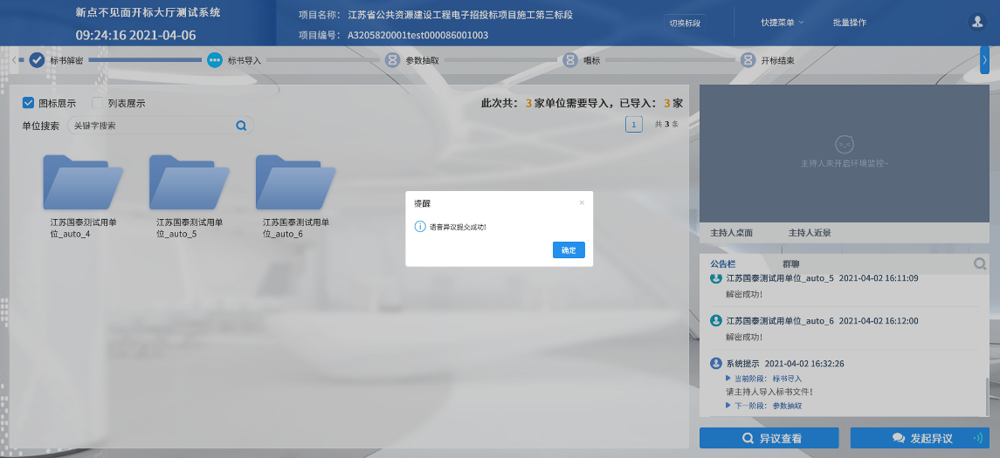 新点不见面开标大厅测试系统
09:24:16 2021-04-06
项目名称： 江苏省公共资源建设工程电子招投标项目施工第三标段
项目编号： A3205820001test000086001003
切换标段
快捷菜单
批量操作
标书解密
标书导入
参数抽取
唱标
开标结束
图标展示
列表展示
此次共： 3 家单位需要导入，已导入： 3 家
单位搜索
关键字搜索
1
共 3 条
江苏国泰测试用单
位_auto_4
江苏国泰测试用单
位_auto_5
江苏国泰测试用单
位_auto_6
提醒
语音异议提交成功!
确定
主持人未开启环境监控~
主持人桌面
主持人近景
公告栏
群聊
江苏国泰测试用单位_auto_5 2021-04-02 16:11:09
解密成功！
江苏国泰测试用单位_auto_6 2021-04-02 16:12:00
解密成功！
系统提示 2021-04-02 16:32:26
当前阶段： 标书导入
请主持人导入标书文件！
下一阶段： 参数抽取
异议查看
发起异议